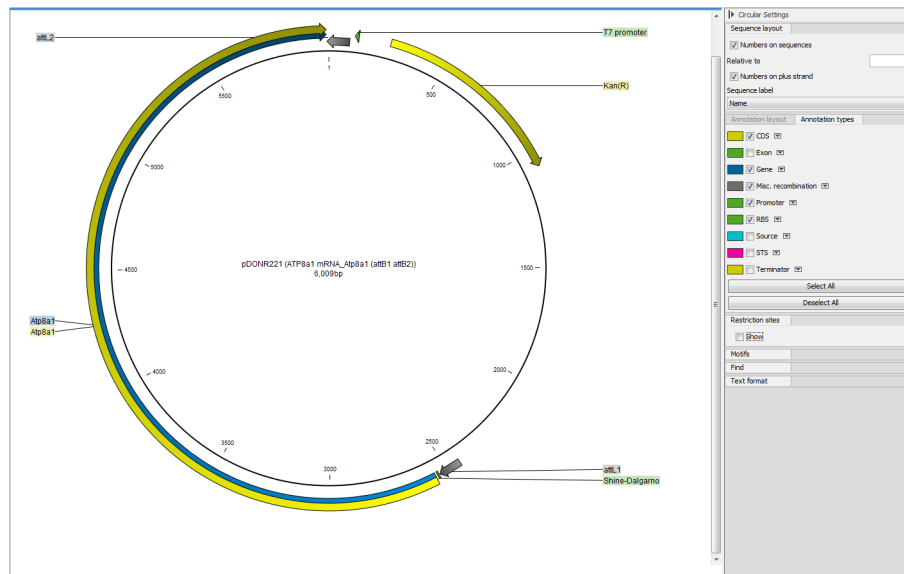 attL2
T7 promoter
1
500
5500
Kan(R)
1000
5000
pDONR221 (ATP8a1 mRNA_Atp8a1 (attB1 attB2))
6,009bp
1500
4500
Atp8a1
Atp8a1
2000
4000
2500
3500
3000
attL1
Shine-Dalgarno
Circular Settings
Sequence layout
Numbers on sequences
Relative to
Numbers on plus strand
Sequence label
Name
Annotation layout Annotation types
CDS
Exon
Gene
Misc. recombination
Promoter
RBS
Source
STS
Terminator
Select All
Deselect All
Restriction sites
Show
Motifs
Find
Text format